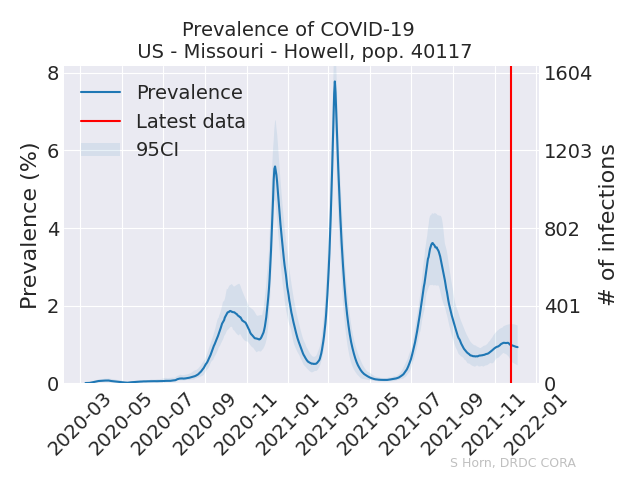 Prevalence of COVID-19
US - Missouri - Howell, pop. 40117
Prevalence
Latest data
95CI
Prevalence (%)
8
6
4
2
0
1604
1203
802
401
0
# of infections
2020-03
2020-05
2020-07
2020-09
2020-11
2021-01
2021-03
2021-05
2021-07
2021-09
2021-11
2022-01
S Horn, DRDC CORA